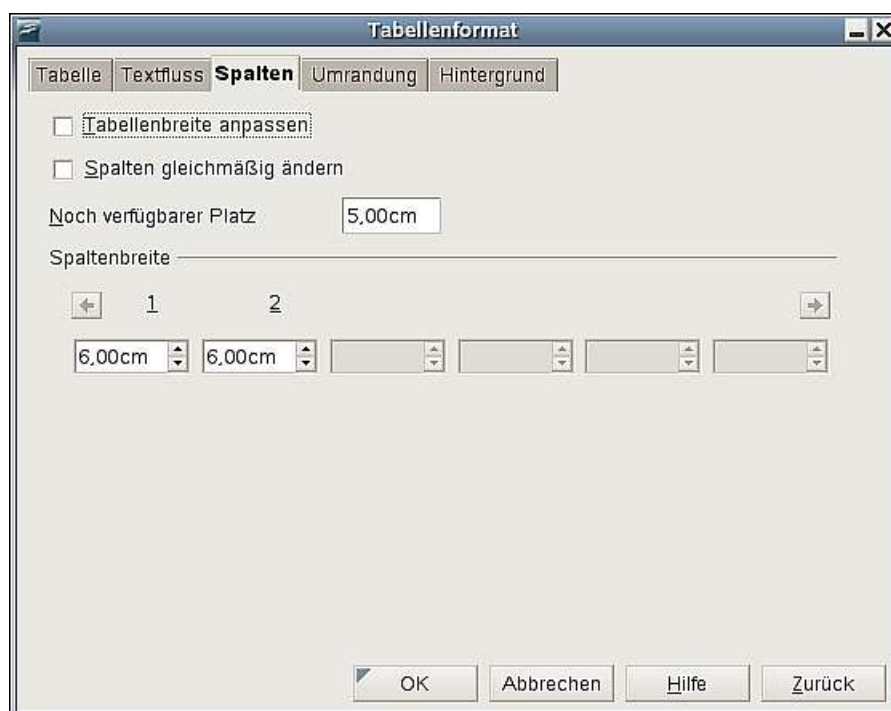 Tabellenformat
Tabelle Textfluss Spalten Umrandung Hintergrund
Tabellenbreite anpassen
Spalten gleichmäßig ändern
Noch verfügbarer Platz 5,00cm
Spaltenbreite
1 2
6,00cm 6,00cm
OK Abbrechen Hilfe Zurück